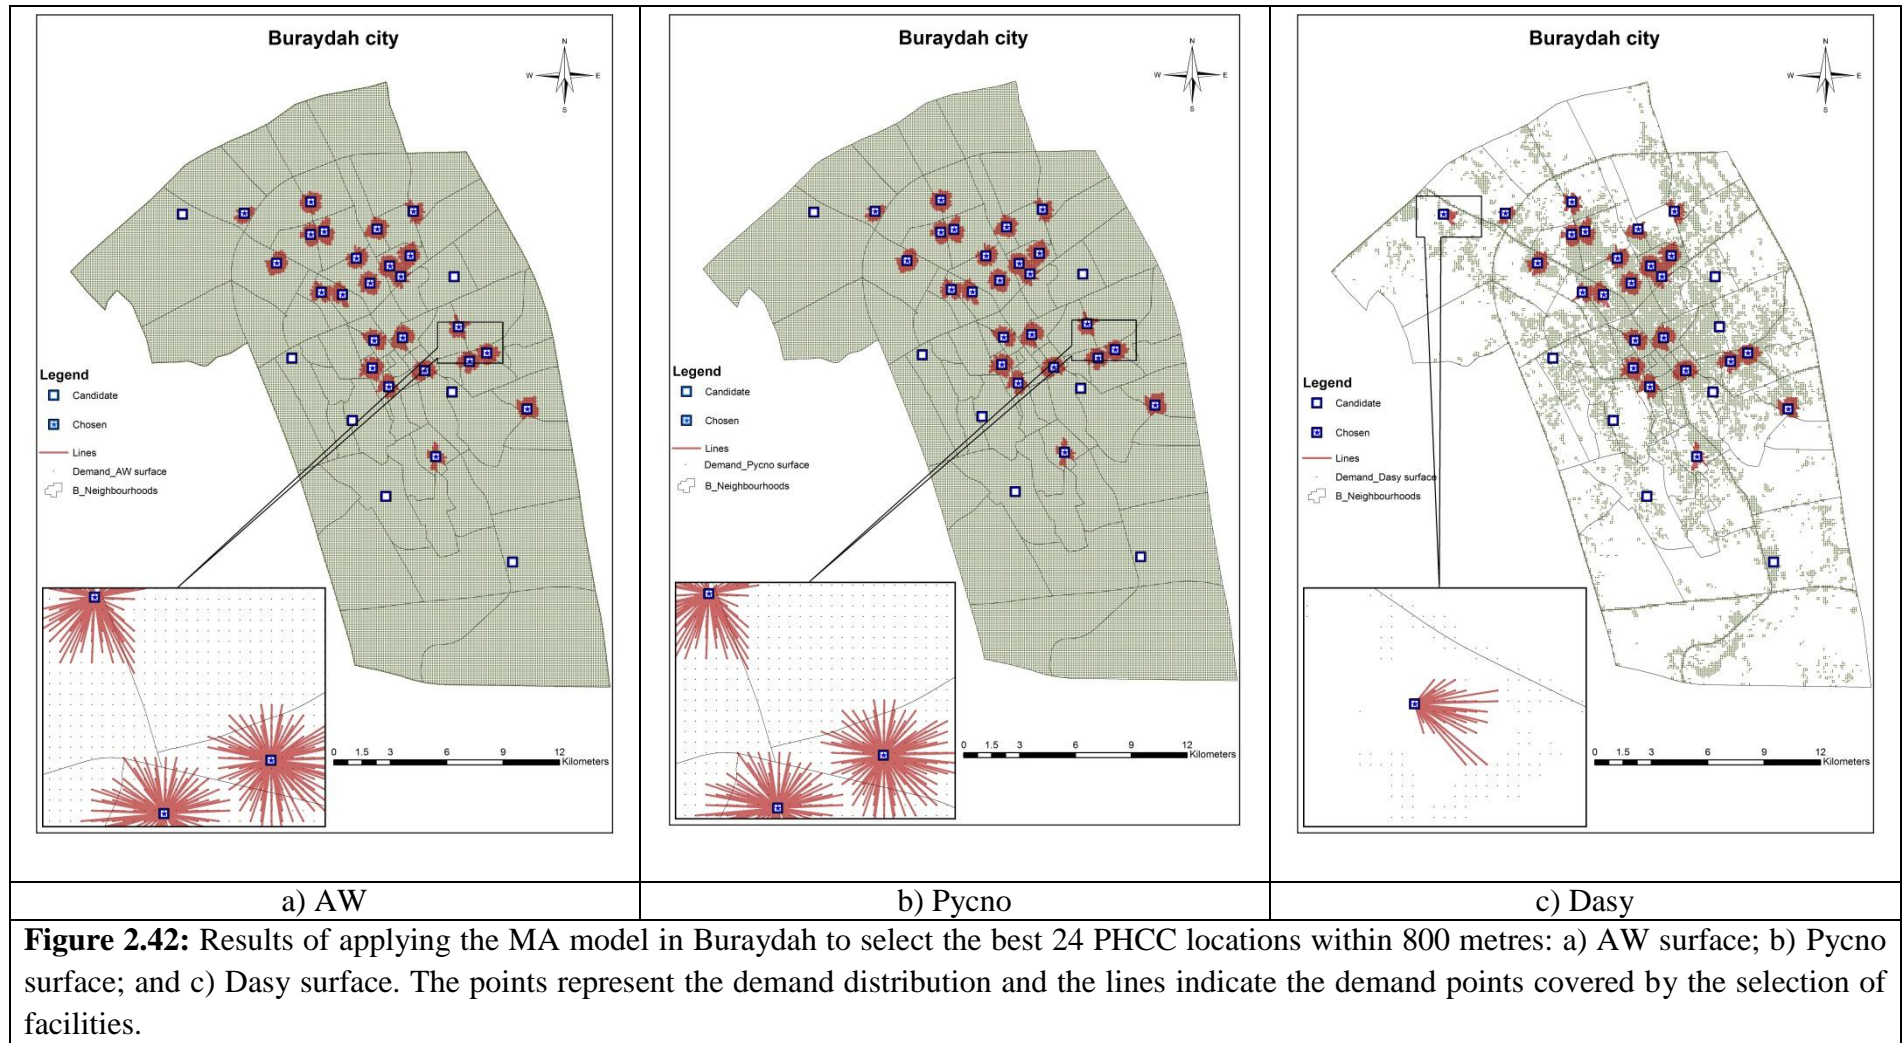 Buraydah city
N
W
E
S
Legend
Candidate
Chosen
Lines
Demand_AW surface
B_Neighbourhoods
0 1.5 3 6 9 12
Kilometers
Buraydah city
N
W
E
S
Legend
Candidate
Chosen
Lines
Demand_Pycno surface
B_Neighbourhoods
0 1.5 3 6 9 12
Kilometers
Buraydah city
N
W
E
S
Legend
Candidate
Chosen
Lines
Demand_Dasy surface
B_Neighbourhoods
0 1.5 3 6 9 12
Kilometers
a) AW
b) Pycno
c) Dasy
Figure 2.42: Results of applying the MA model in Buraydah to select the best 24 PHCC locations within 800 metres: a) AW surface; b) Pycno
surface; and c) Dasy surface. The points represent the demand distribution and the lines indicate the demand points covered by the selection of
facilities.